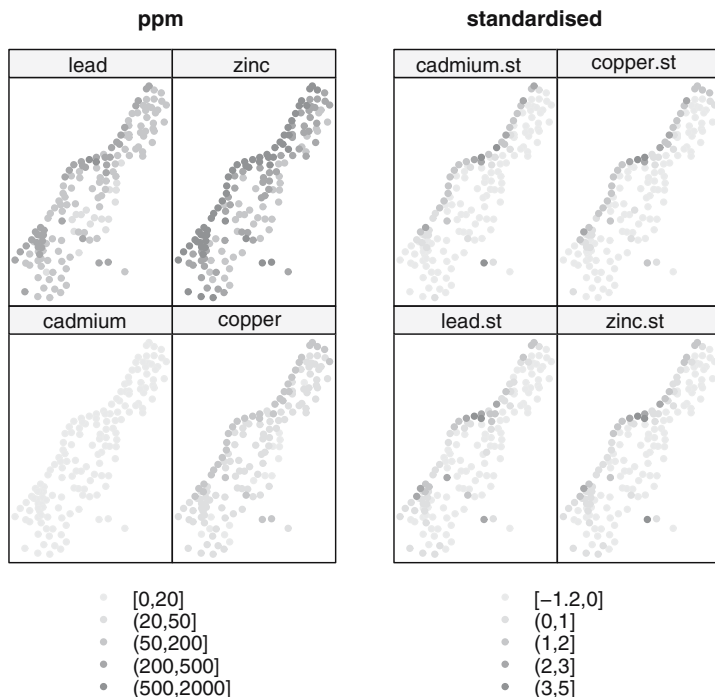 ppm
standardised
lead
zinc
cadmium.st
copper.st
cadmium
copper
lead.st
zinc.st
[0,20]
(20,50]
(50,200]
(200,500]
(500,2000]
[−1.2,0]
(0,1]
(1,2]
(2,3]
(3,5]